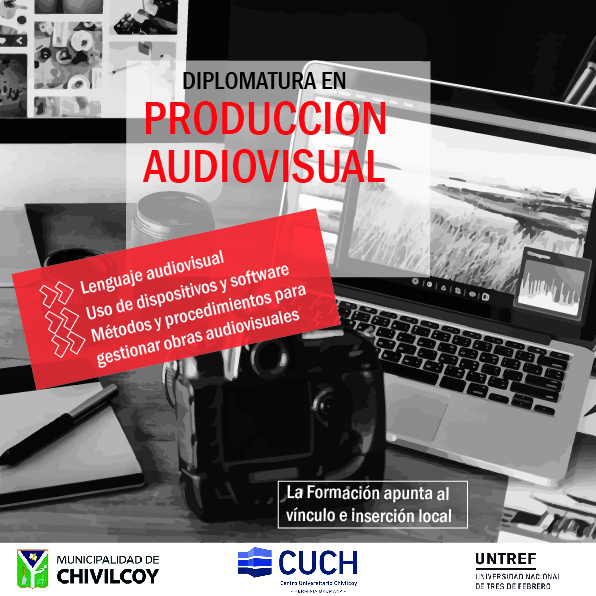 DIPLOMATURA EN
PRODUCCION
AUDIOVISUAL
Lenguaje audiovisual
Uso de dispositivos y software
Métodos y procedimientos para
gestionar obras audiovisuales
La Formación apunta al
vínculo e inserción local
MUNICIPALIDAD DE
CHIVILCOY
CUCH
Centro Universitario Chivilcoy
UNTREF
UNIVERSIDAD NACIONAL
DE TRES DE FEBRERO